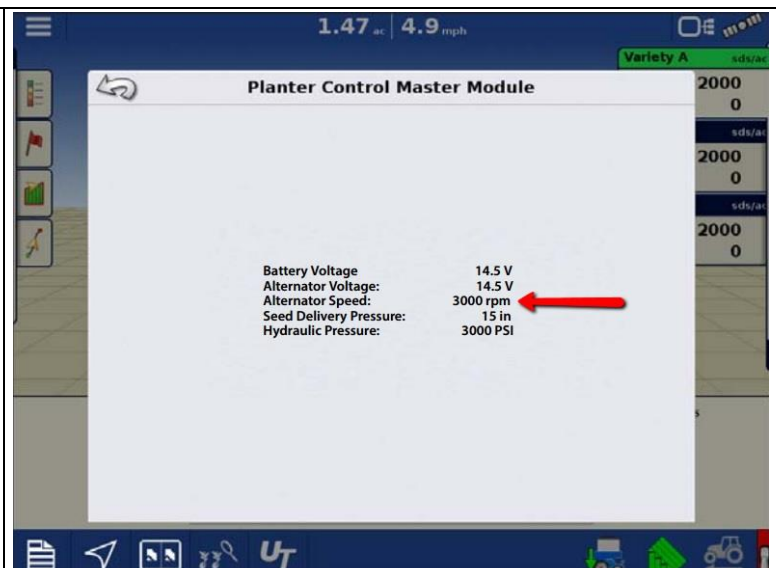 1.47 ac 4.9 mph
Variety A sds/ac
2000
0
sds/ac
2000
0
sds/ac
2000
0
Planter Control Master Module
Battery Voltage 14.5 V
Alternator Voltage: 14.5 V
Alternator Speed: 3000 rpm
Seed Delivery Pressure: 15 in
Hydraulic Pressure: 3000 PSI
s
UT